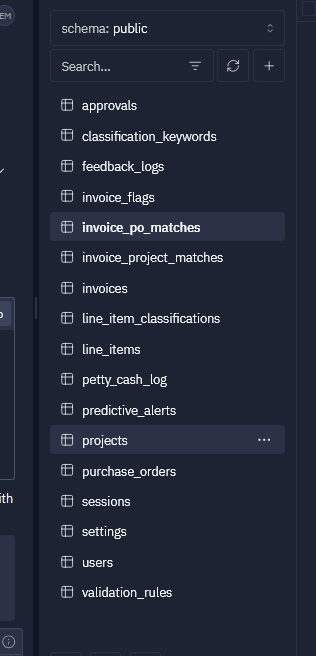 EM
schema: public
Search...
approvals
classification_keywords
feedback_logs
invoice_flags
invoice_po_matches
invoice_project_matches
invoices
line_item_classifications
line_items
petty_cash_log
predictive_alerts
projects
purchase_orders
ith
sessions
settings
users
validation_rules